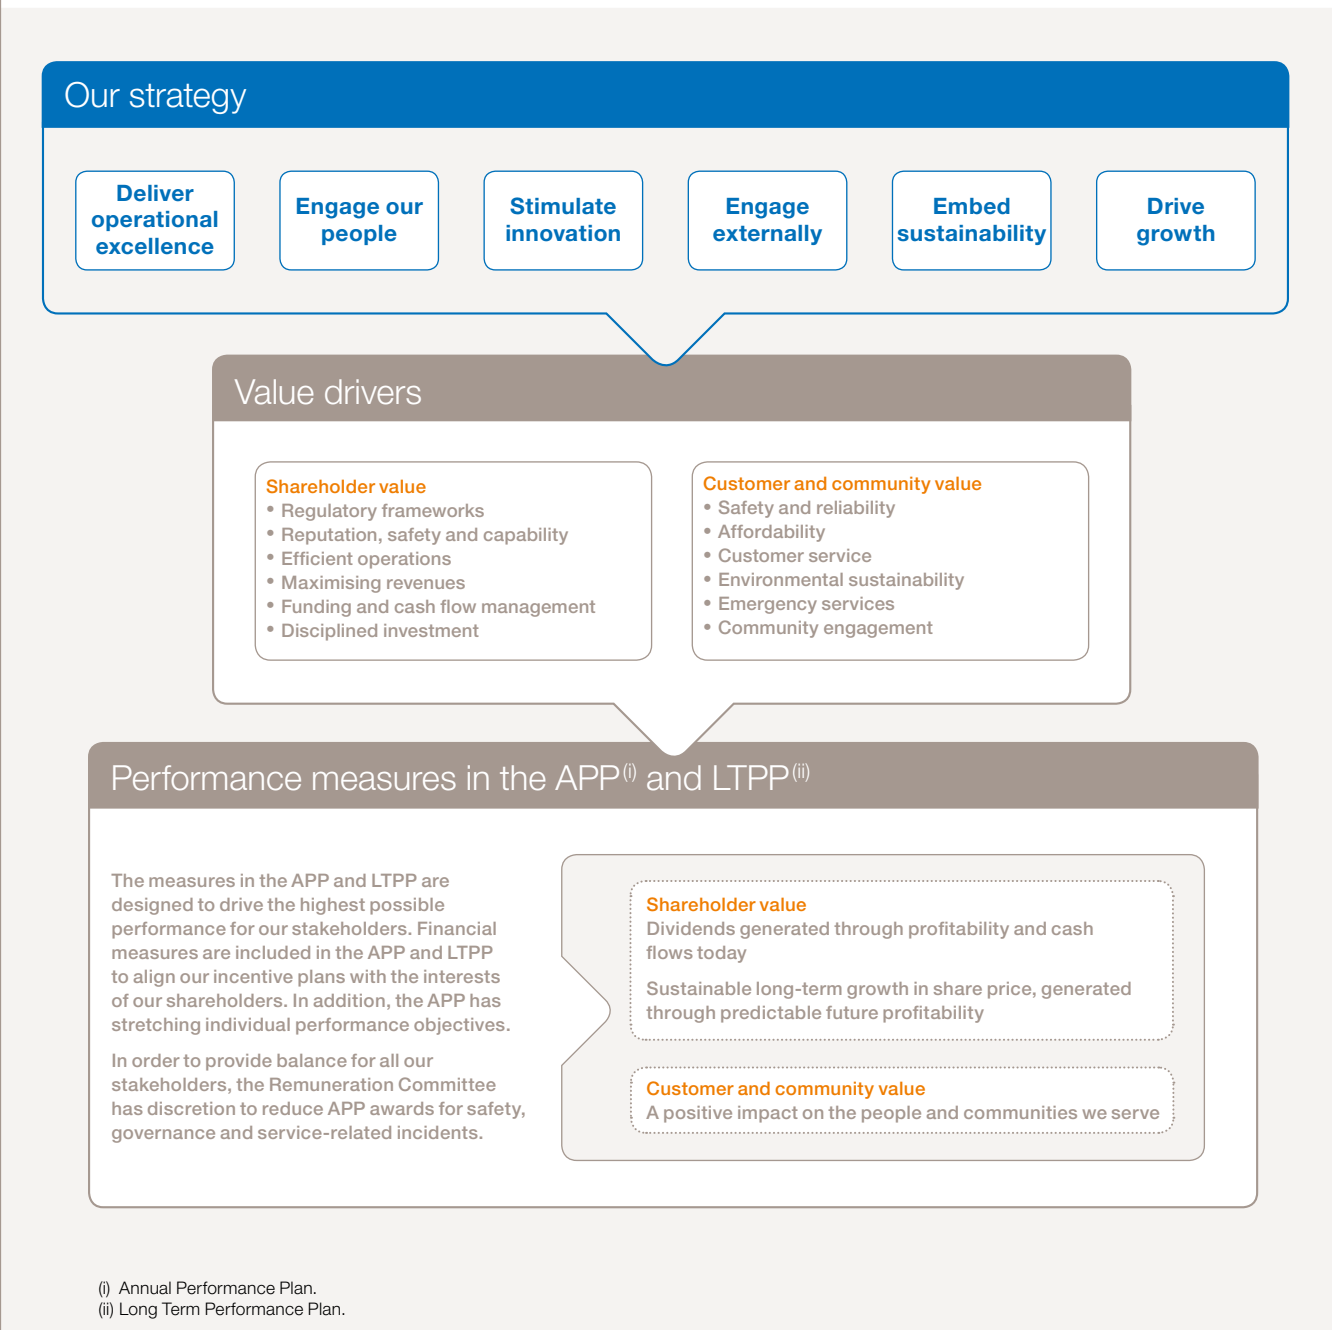 Our strategy
Deliver
operational
excellence
Engage our
people
Stimulate
innovation
Engage
externally
Embed
sustainability
Drive
growth
Value drivers
Shareholder value
• Regulatory frameworks
• Reputation, safety and capability
• Efficient operations
• Maximising revenues
• Funding and cash flow management
• Disciplined investment
Customer and community value
• Safety and reliability
• Affordability
• Customer service
• Environmental sustainability
• Emergency services
• Community engagement
Performance measures in the APP(i) and LTPP(ii)
The measures in the APP and LTPP are
designed to drive the highest possible
performance for our stakeholders. Financial
measures are included in the APP and LTPP
to align our incentive plans with the interests
of our shareholders. In addition, the APP has
stretching individual performance objectives.
In order to provide balance for all our
stakeholders, the Remuneration Committee
has discretion to reduce APP awards for safety,
governance and service-related incidents.
Shareholder value
Dividends generated through profitability and cash
flows today
Sustainable long-term growth in share price, generated
through predictable future profitability
Customer and community value
A positive impact on the people and communities we serve
(i) Annual Performance Plan.
(ii) Long Term Performance Plan.